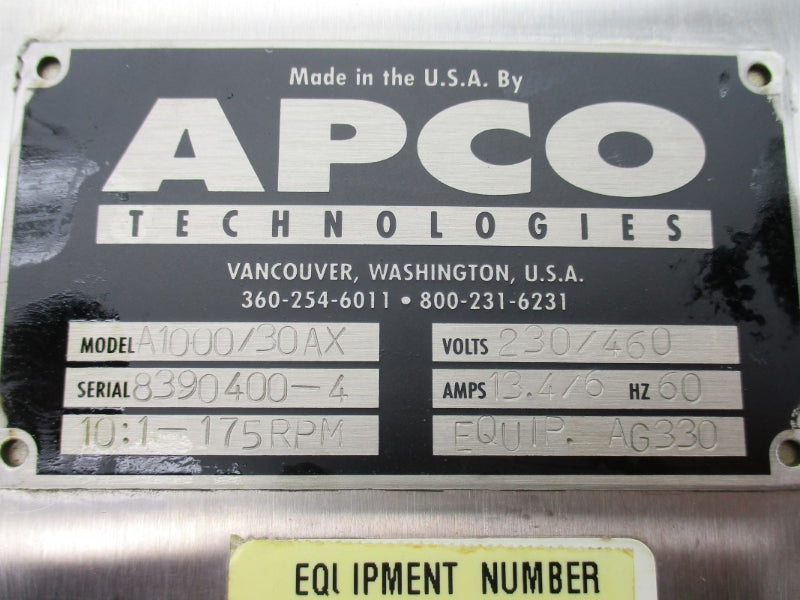 Made in the U.S.A. By
APCO
TECHNOLOGIES
VANCOUVER, WASHINGTON, U.S.A.
360-254-6011 • 800-231-6231
MODEL A1000/30AX
VOLTS 230/460
SERIAL 8390400-4
AMPS 13.4/6 HZ 60
10:1-175RPM
EQUIP. AG330
EQUIPMENT NUMBER